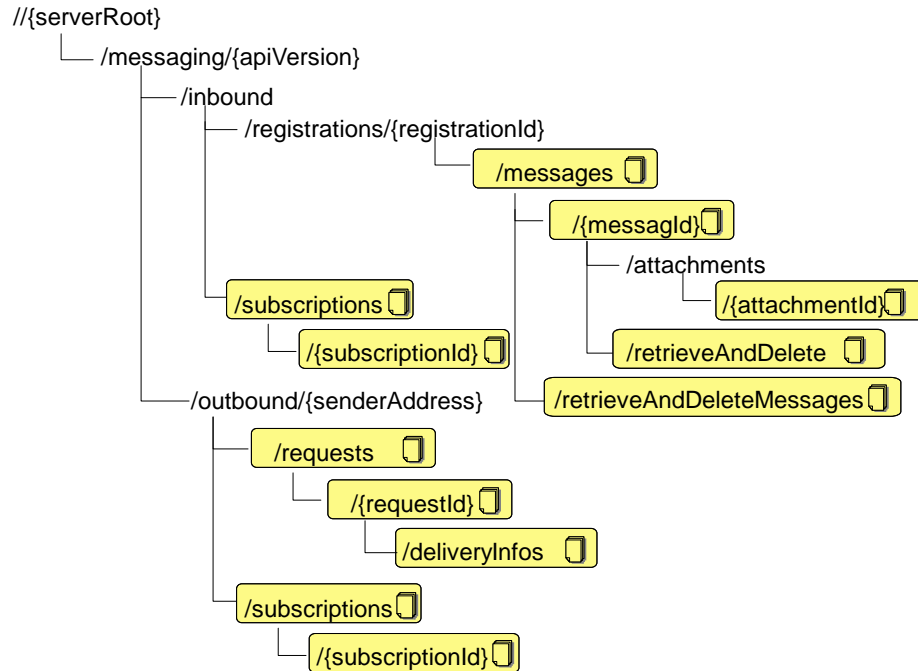 //{serverRoot}
/messaging/{apiVersion}
/inbound
/registrations/{registrationId}
/messages
/{messagId}
/attachments
/{attachmentId}
/retrieveAndDelete
/retrieveAndDeleteMessages
/subscriptions
/{subscriptionId}
/outbound/{senderAddress}
/requests
/{requestId}
/deliveryInfos
/subscriptions
/{subscriptionId}